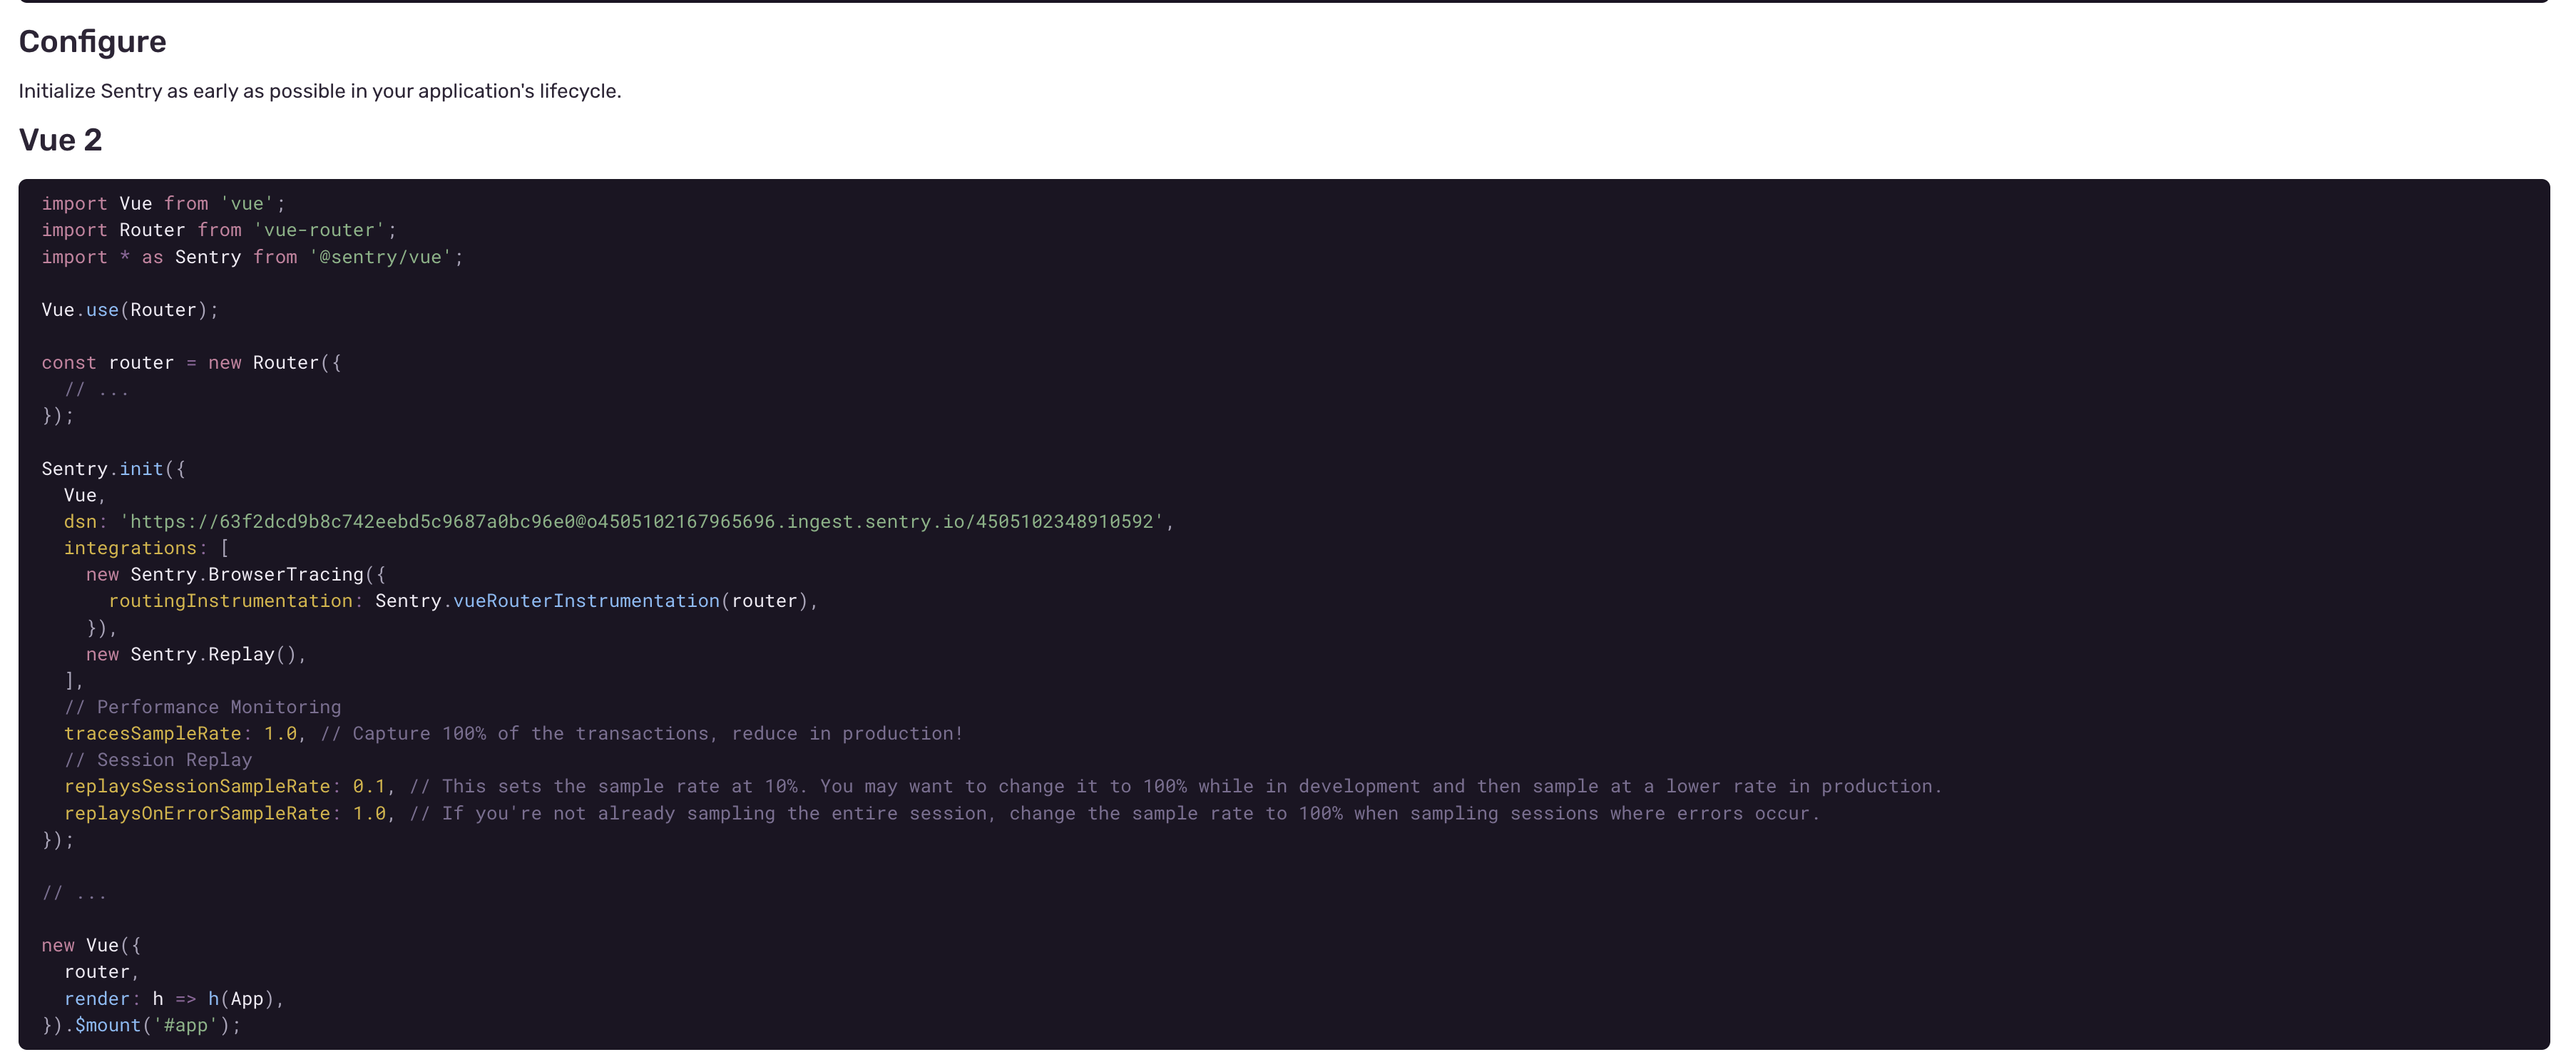 Configure
Initialize Sentry as early as possible in your application's lifecycle.
Vue 2
import Vue from 'vue';
import Router from 'vue-router';
import * as Sentry from '@sentry/vue';
Vue.use(Router);
const router = new Router({
  // ...
});
Sentry.init({
  Vue,
  dsn: 'https://63f2dcd9b8c742eebd5c9687a0bc96e0@o4505102167965696.ingest.sentry.io/4505102348910592',
  integrations: [
    new Sentry.BrowserTracing({
      routingInstrumentation: Sentry.vueRouterInstrumentation(router),
    }),
    new Sentry.Replay(),
  ],
  // Performance Monitoring
  tracesSampleRate: 1.0, // Capture 100% of the transactions, reduce in production!
  // Session Replay
  replaysSessionSampleRate: 0.1, // This sets the sample rate at 10%. You may want to change it to 100% while in development and then sample at a lower rate in production.
  replaysOnErrorSampleRate: 1.0, // If you're not already sampling the entire session, change the sample rate to 100% when sampling sessions where errors occur.
});
// ...
new Vue({
  router,
  render: h => h(App),
}).$mount('#app');